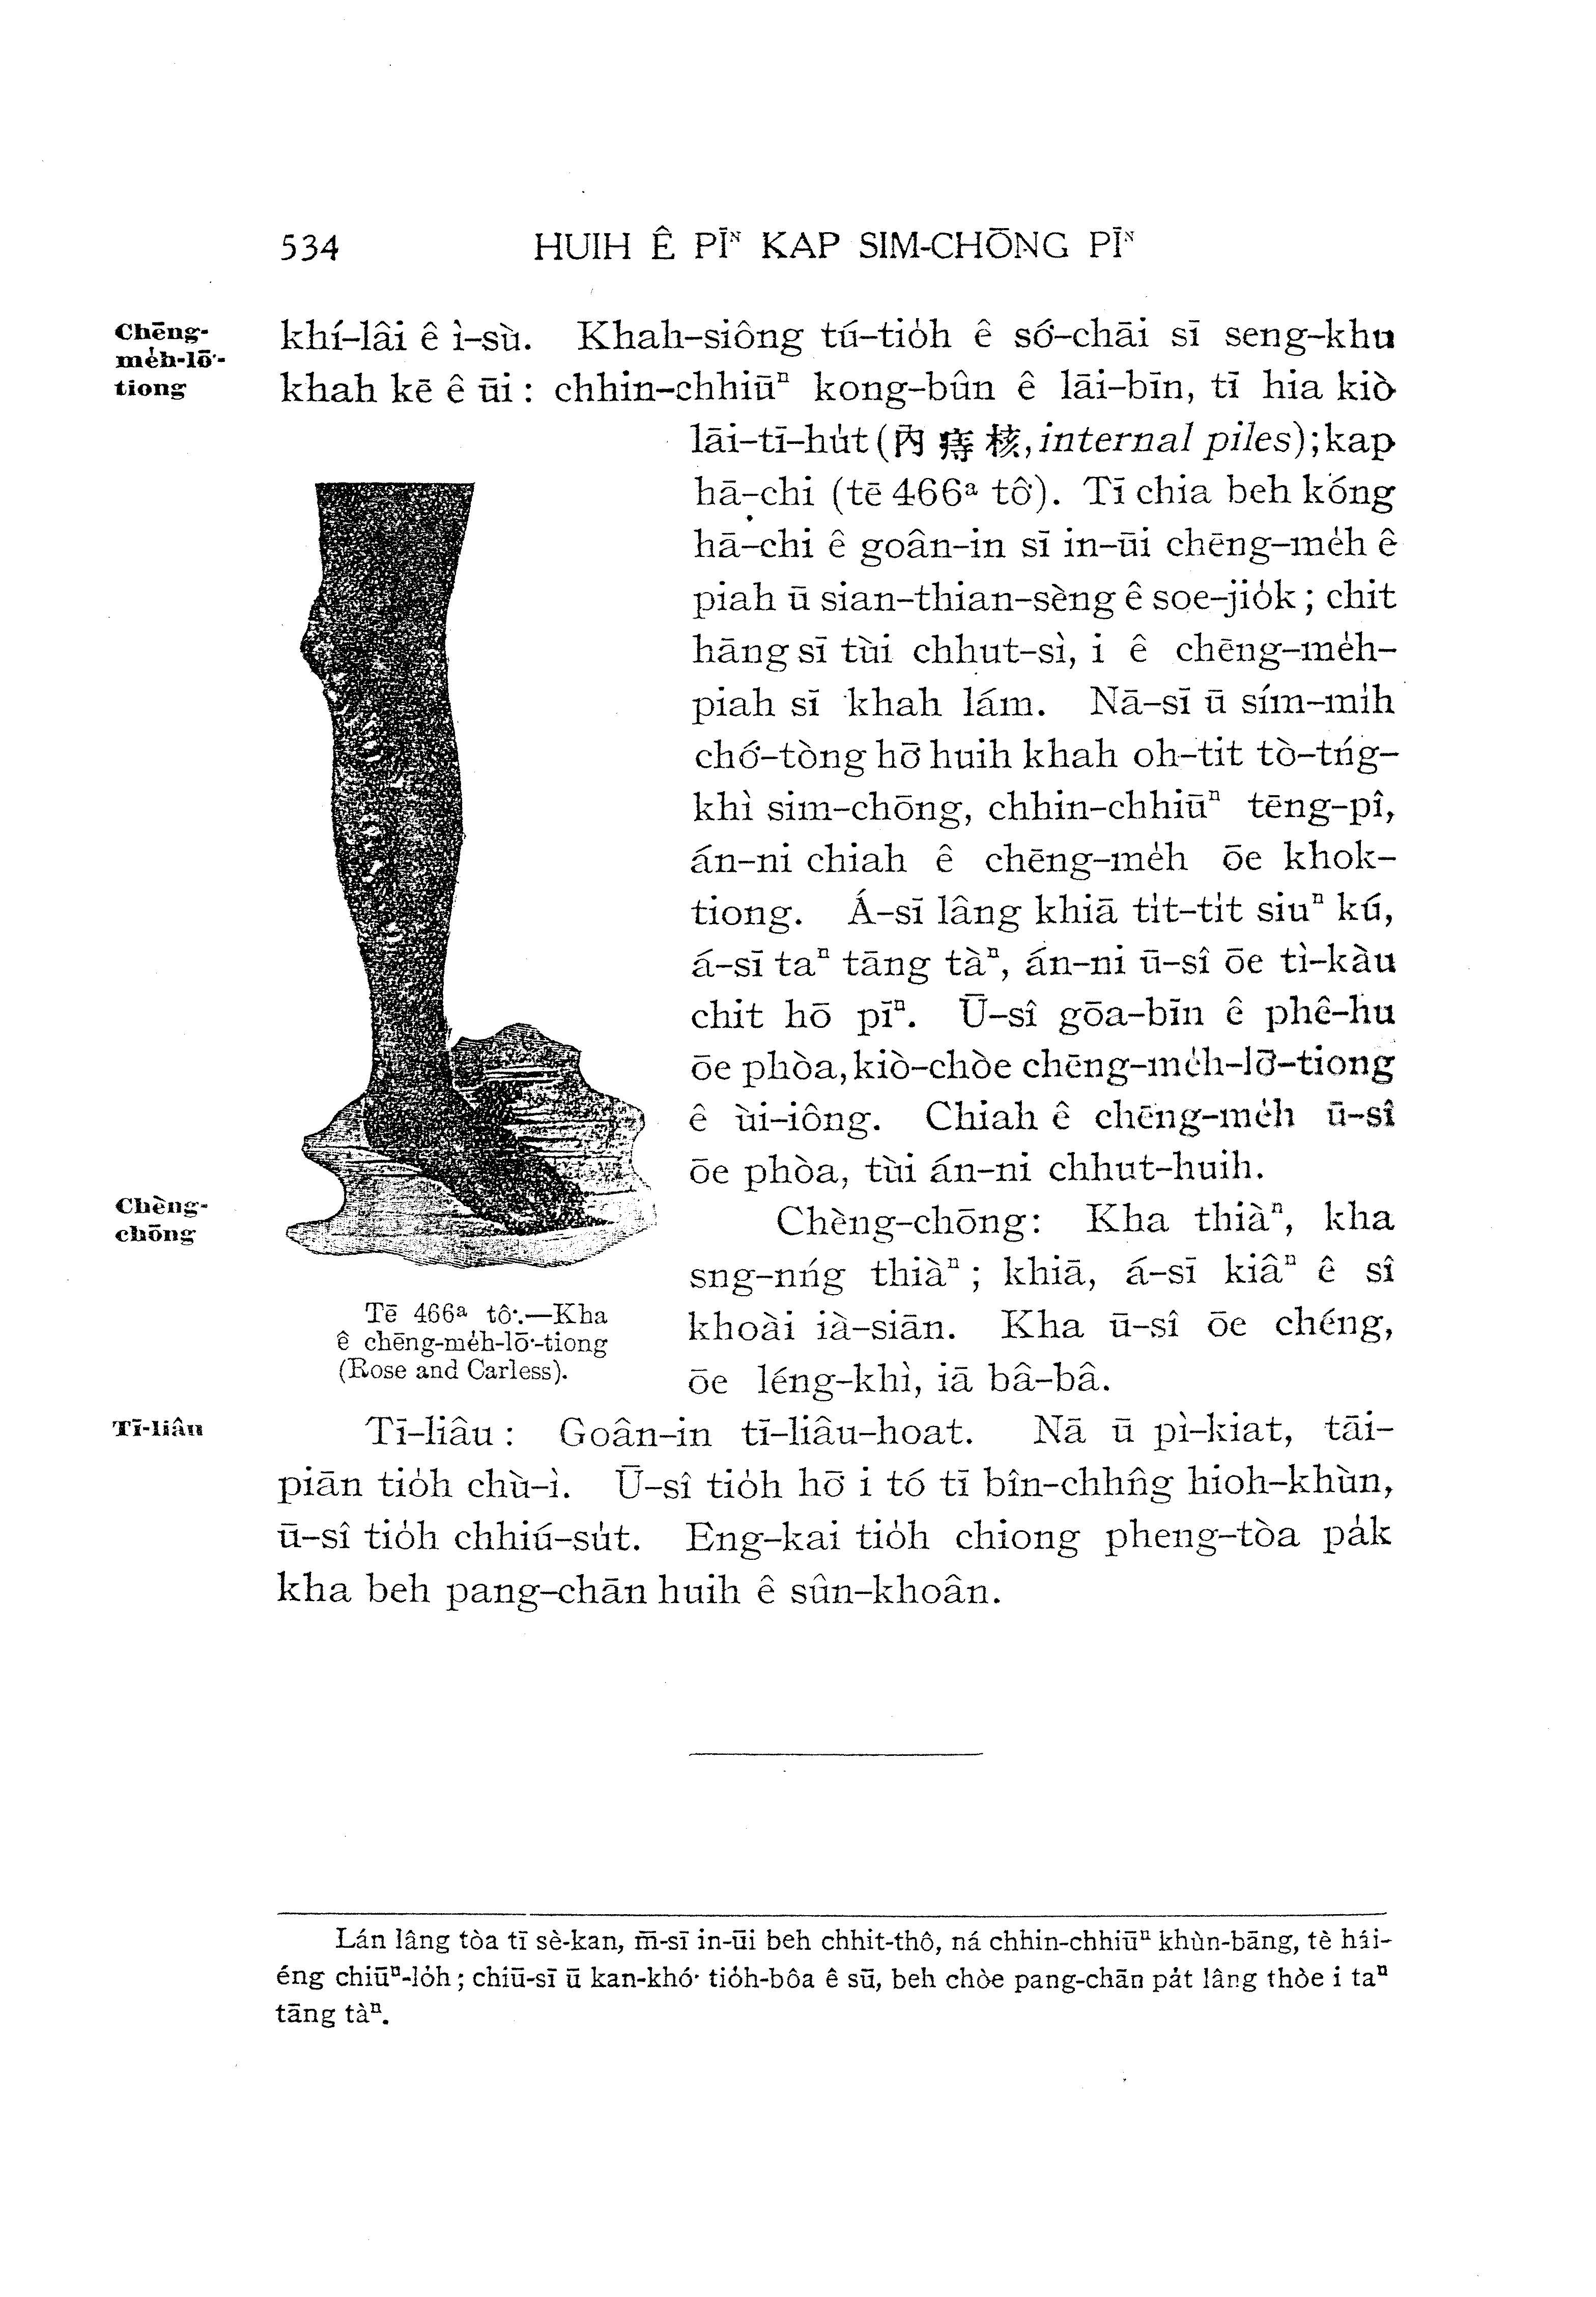 534 HUIH Ê PĪᴺ KAP SIM-CHŌNG PĪᴺ
Chēng-
me̍h-lō͘-
tiong
khí-lâi ê ì-sù. Khah-siông tú-tio̍h ê só͘-chāi sī seng-khu
khah kē ê ūi: chhin-chhiūⁿ kong-bûn ê lāi-bīn, tī hia kiò
lāi-tī-hu̍t (內痔核, internal piles); kap
hā-chi (tē 466ᵃ tô͘). Tī chia beh kóng
hā-chi ê goân-in sī in-ūi chēng-me̍h ê
piah ū sian-thian-sèng ê soe-jio̍k; chit
hāng sī tùi chhut-sì, i ê chēng-me̍h-
piah sī khah lám. Nā-sī ū sím-mi̍h
chó͘-tòng hō͘ huih khah oh-tit tò-tńg-
khì sim-chōng, chhin-chhiūⁿ tēng-pî,
án-ni chiah ê chēng-me̍h ōe khok-
tiong. Á-sī lâng khiā ti̍t-ti̍t siuⁿ kú,
á-sī taⁿ tāng tàⁿ, án-ni ū-sî ōe tì-kàu
chit hō pīⁿ. Ū-sî gōa-bīn ê phê-hu
ōe phòa, kiò-chòe chēng-me̍h-lō͘-tiong
ê ùi-iông. Chiah ê chēng-me̍h ū-sî
ōe phòa, tùi án-ni chhut-huih.
Tē 466ᵃ tô͘.—Kha
ê chēng-me̍h-lō͘-tiong
(Rose and Carless).
Chèng-
chōng
Chèng-chōng: Kha thiàⁿ, kha
sng-nńg thiàⁿ; khiā, á-sī kiâⁿ ê sî
khoài ià-siān. Kha ū-sî ōe chéng,
ōe léng-khì, iā bâ-bâ.
Tī-liâu
Tī-liâu: Goân-in tī-liâu-hoat. Nā ū pì-kiat, tāi-
piān tio̍h chù-ì. Ū-sî tio̍h hō͘ i tó tī bîn-chhn̂g hioh-khùn,
ū-sî tio̍h chhiú-su̍t. Eng-kai tio̍h chiong pheng-tòa pa̍k
kha beh pang-chān huih ê sûn-khoân.
Lán lâng tòa tī sè-kan, m̄-sī in-ūi beh chhit-thô, ná chhin-chhiūⁿ khùn-bāng, tè hái-
éng chiūⁿ-lo̍h; chiū-sī ū kan-khó͘ tio̍h-bôa ê sū, beh chòe pang-chān pa̍t lâng thòe i taⁿ
tāng tàⁿ.